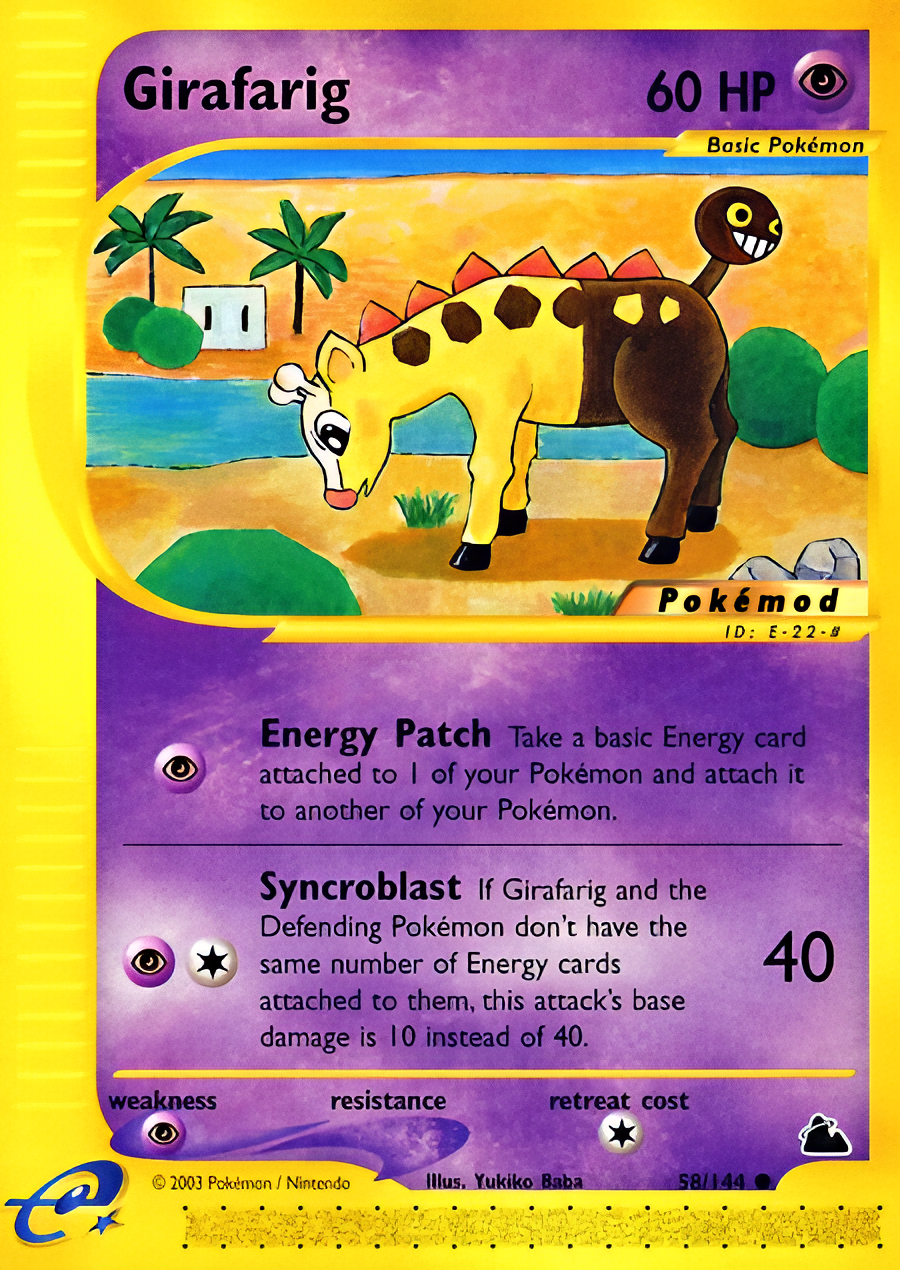 Girafarig 60 HP
Basic Pokémon
Pokémod
ID: E-22-
Energy Patch Take a basic Energy card
attached to 1 of your Pokémon and attach it
to another of your Pokémon.
Syncroblast If Girafarig and the
Defending Pokémon don't have the
same number of Energy cards
attached to them, this attack's base
damage is 10 instead of 40.
40
weakness resistance retreat cost
© 2003 Pokémon / Nintendo Illus. Yukiko Baba 58/144
e